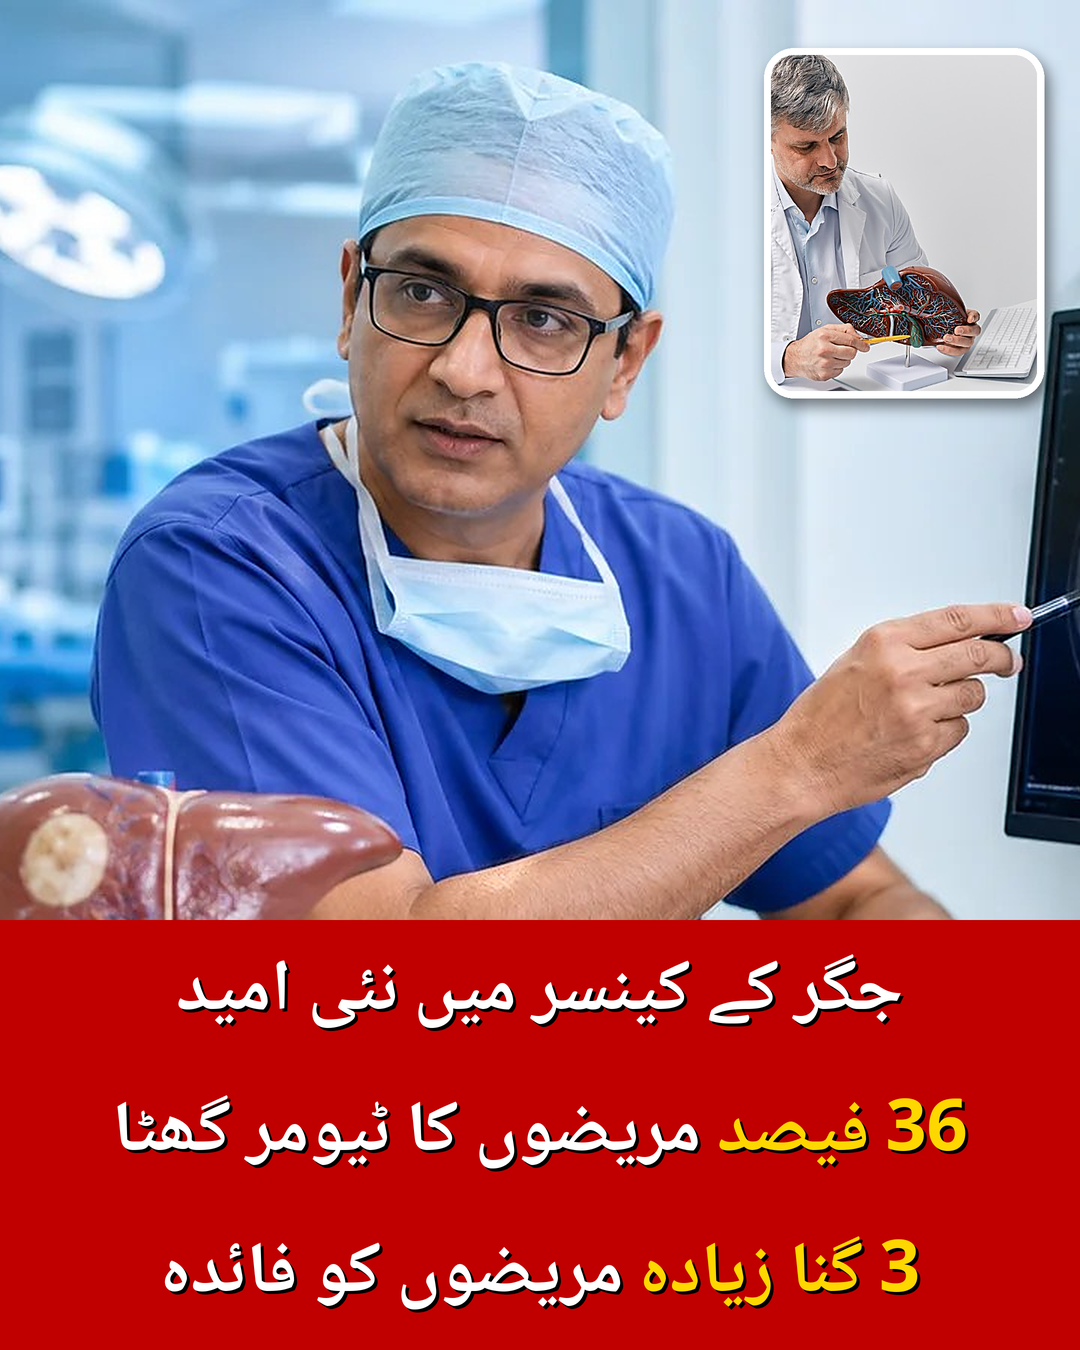 جگر کے کینسر میں نئی امید
36 فیصد مریضوں کا ٹیومر گھٹا
3 گنا زیادہ مریضوں کو فائدہ